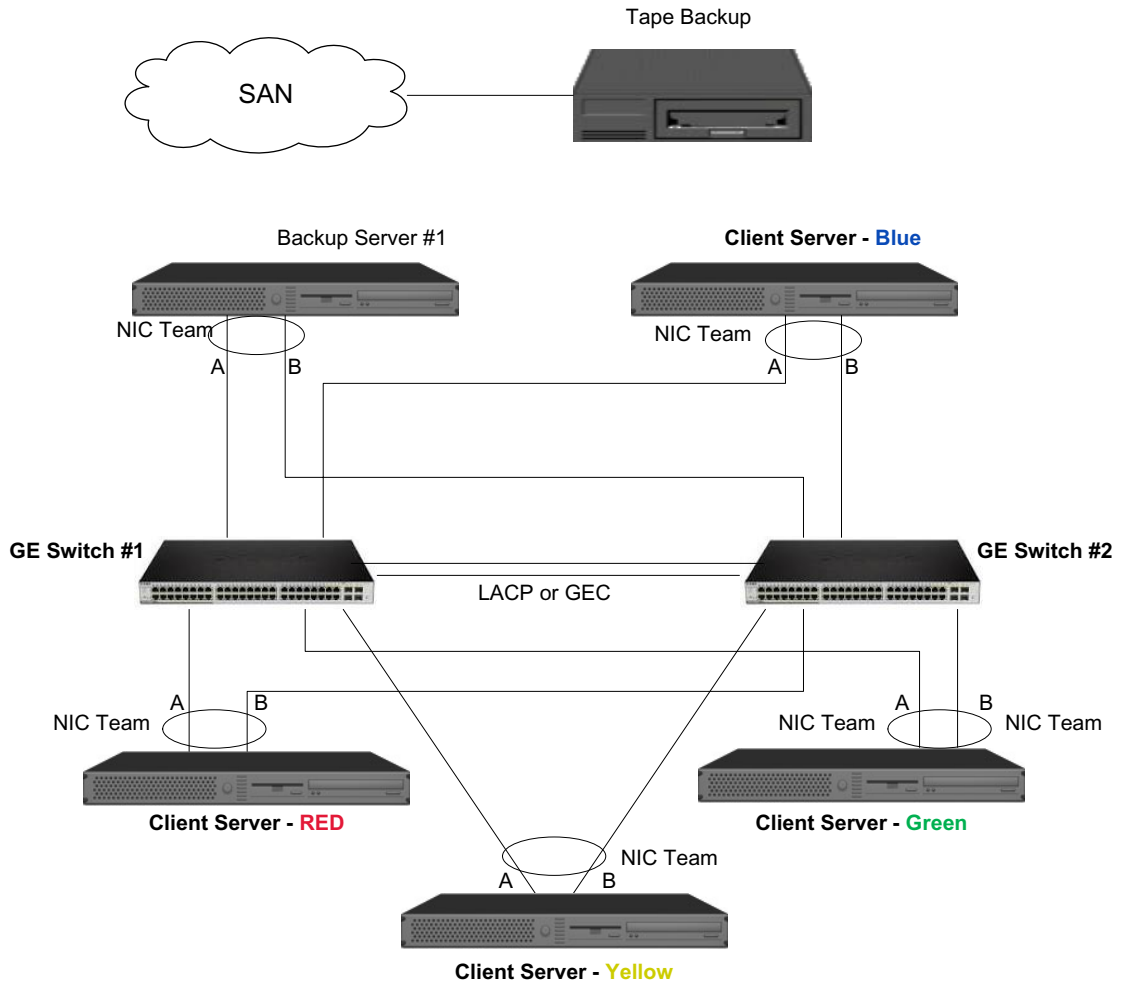 Tape Backup
SAN
Backup Server #1
Client Server - Blue
NIC Team
A
B
NIC Team
A
B
GE Switch #1
GE Switch #2
LACP or GEC
A
B
NIC Team
A
B
NIC Team
NIC Team
Client Server - RED
Client Server - Green
NIC Team
A
B
Client Server - Yellow